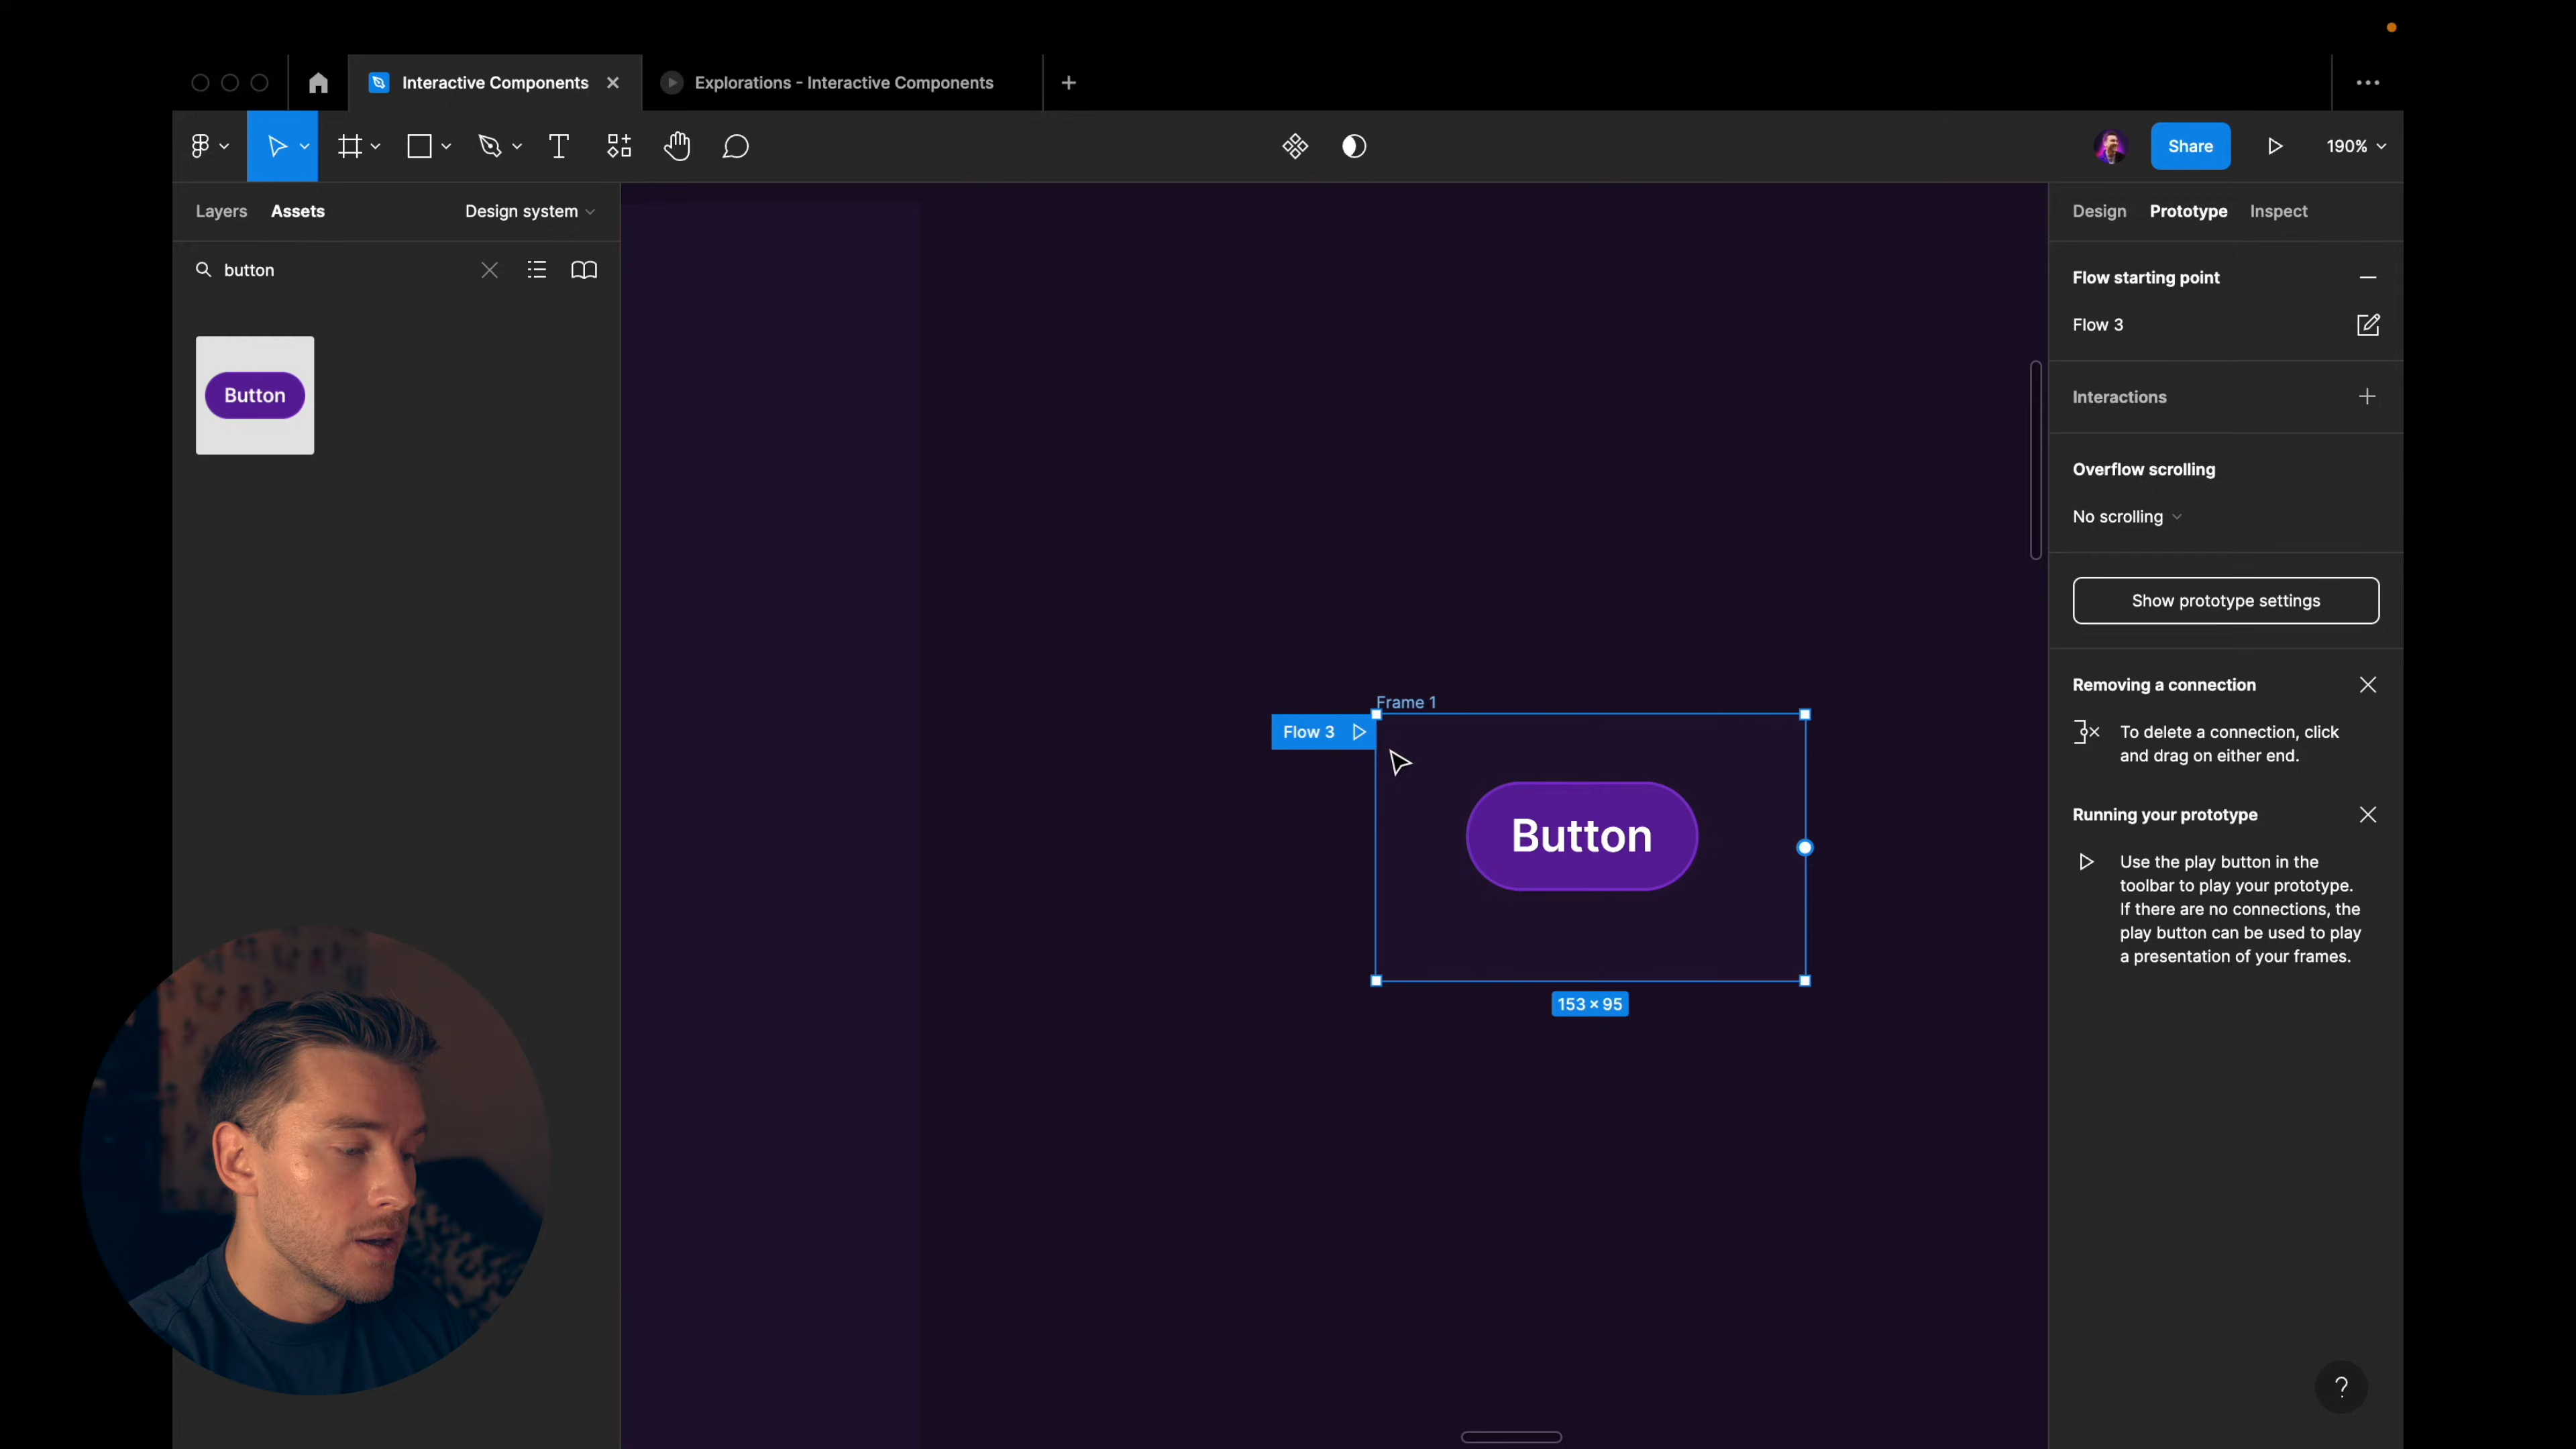 Interactive Components
Explorations - Interactive Components
Share
190%
Layers
Assets
Design system
button
Button
Frame 1
Flow 3
Button
153 × 95
Design
Prototype
Inspect
Flow starting point
Flow 3
Interactions
Overflow scrolling
No scrolling
Show prototype settings
Removing a connection
To delete a connection, click
and drag on either end.
Running your prototype
Use the play button in the
toolbar to play your prototype.
If there are no connections, the
play button can be used to play
a presentation of your frames.
?